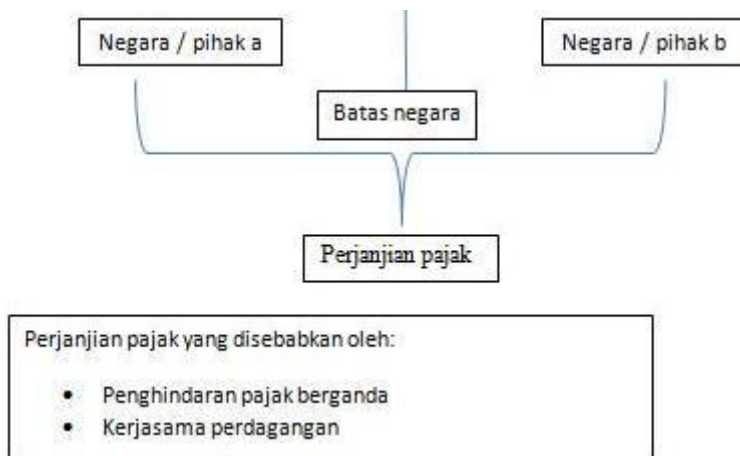 Negara / pihak a
Negara / pihak b
Batas negara
Perjanjian pajak
Perjanjian pajak yang disebabkan oleh:
• Penghindaran pajak berganda
• Kerjasama perdagangan